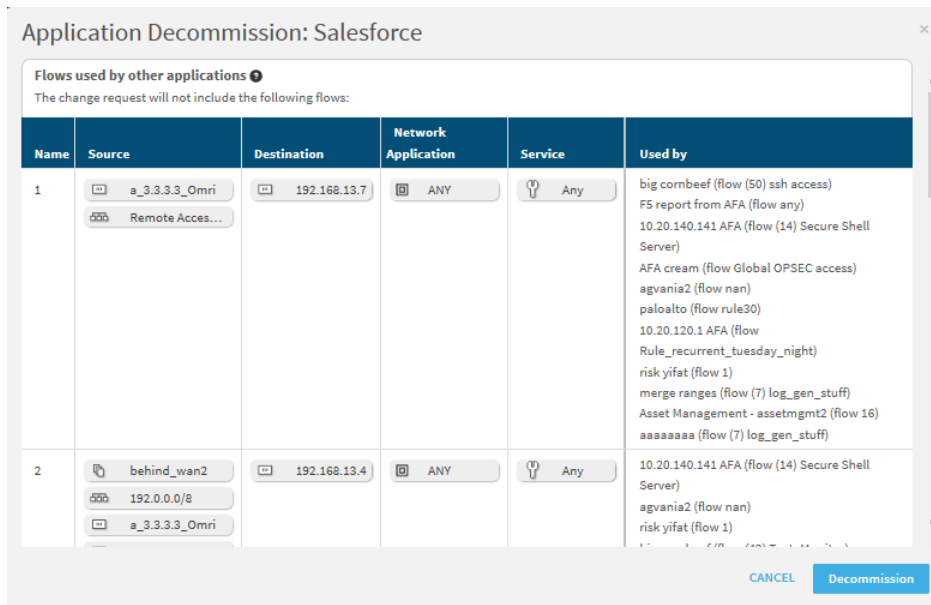 Application Decommission: Salesforce
×
Flows used by other applications ?
The change request will not include the following flows:
Name
Source
Destination
Network
Application
Service
Used by
1
a_3.3.3.3_Omri
Remote Acces...
192.168.13.7
ANY
Any
big cornbeef (flow (50) ssh access)
F5 report from AFA (flow any)
10.20.140.141 AFA (flow (14) Secure Shell
Server)
AFA cream (flow Global OPSEC access)
agvania2 (flow nan)
paloalto (flow rule30)
10.20.120.1 AFA (flow
Rule_recurrent_tuesday_night)
risk yifat (flow 1)
merge ranges (flow (7) log_gen_stuff)
Asset Management - assetmgmt2 (flow 16)
aaaaaaaa (flow (7) log_gen_stuff)
2
behind_wan2
192.0.0.0/8
a_3.3.3.3_Omri
192.168.13.4
ANY
Any
10.20.140.141 AFA (flow (14) Secure Shell
Server)
agvania2 (flow nan)
risk yifat (flow 1)
CANCEL
Decommission